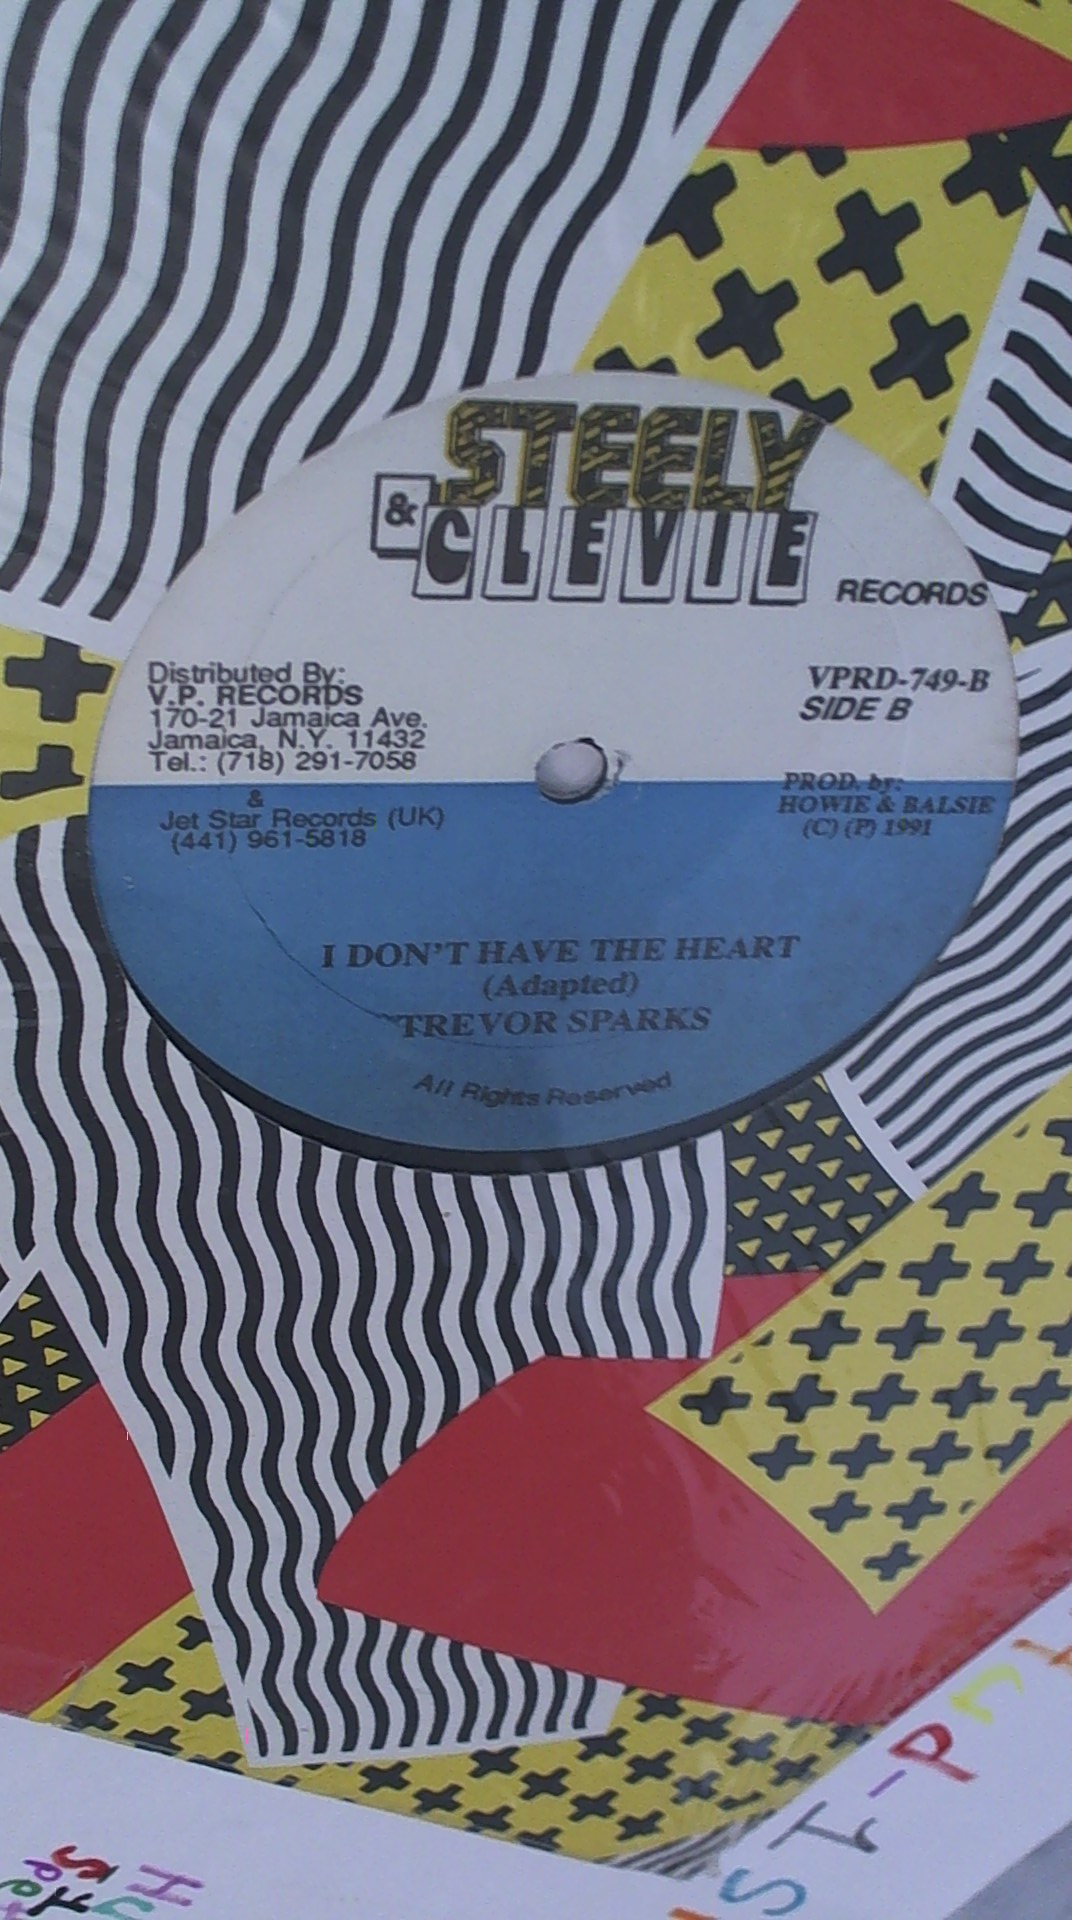 STEELY
& CLEVIE
RECORDS
Distributed By:
V.P. RECORDS
170-21 Jamaica Ave.
Jamaica, N.Y. 11432
Tel.: (718) 291-7058
&
Jet Star Records (UK)
(441) 961-5818
VPRD-749-B
SIDE B
PROD. by:
HOWIE & BALSIE
(C) (P) 1991
I DON'T HAVE THE HEART
(Adapted)
TREVOR SPARKS
All Rights Reserved